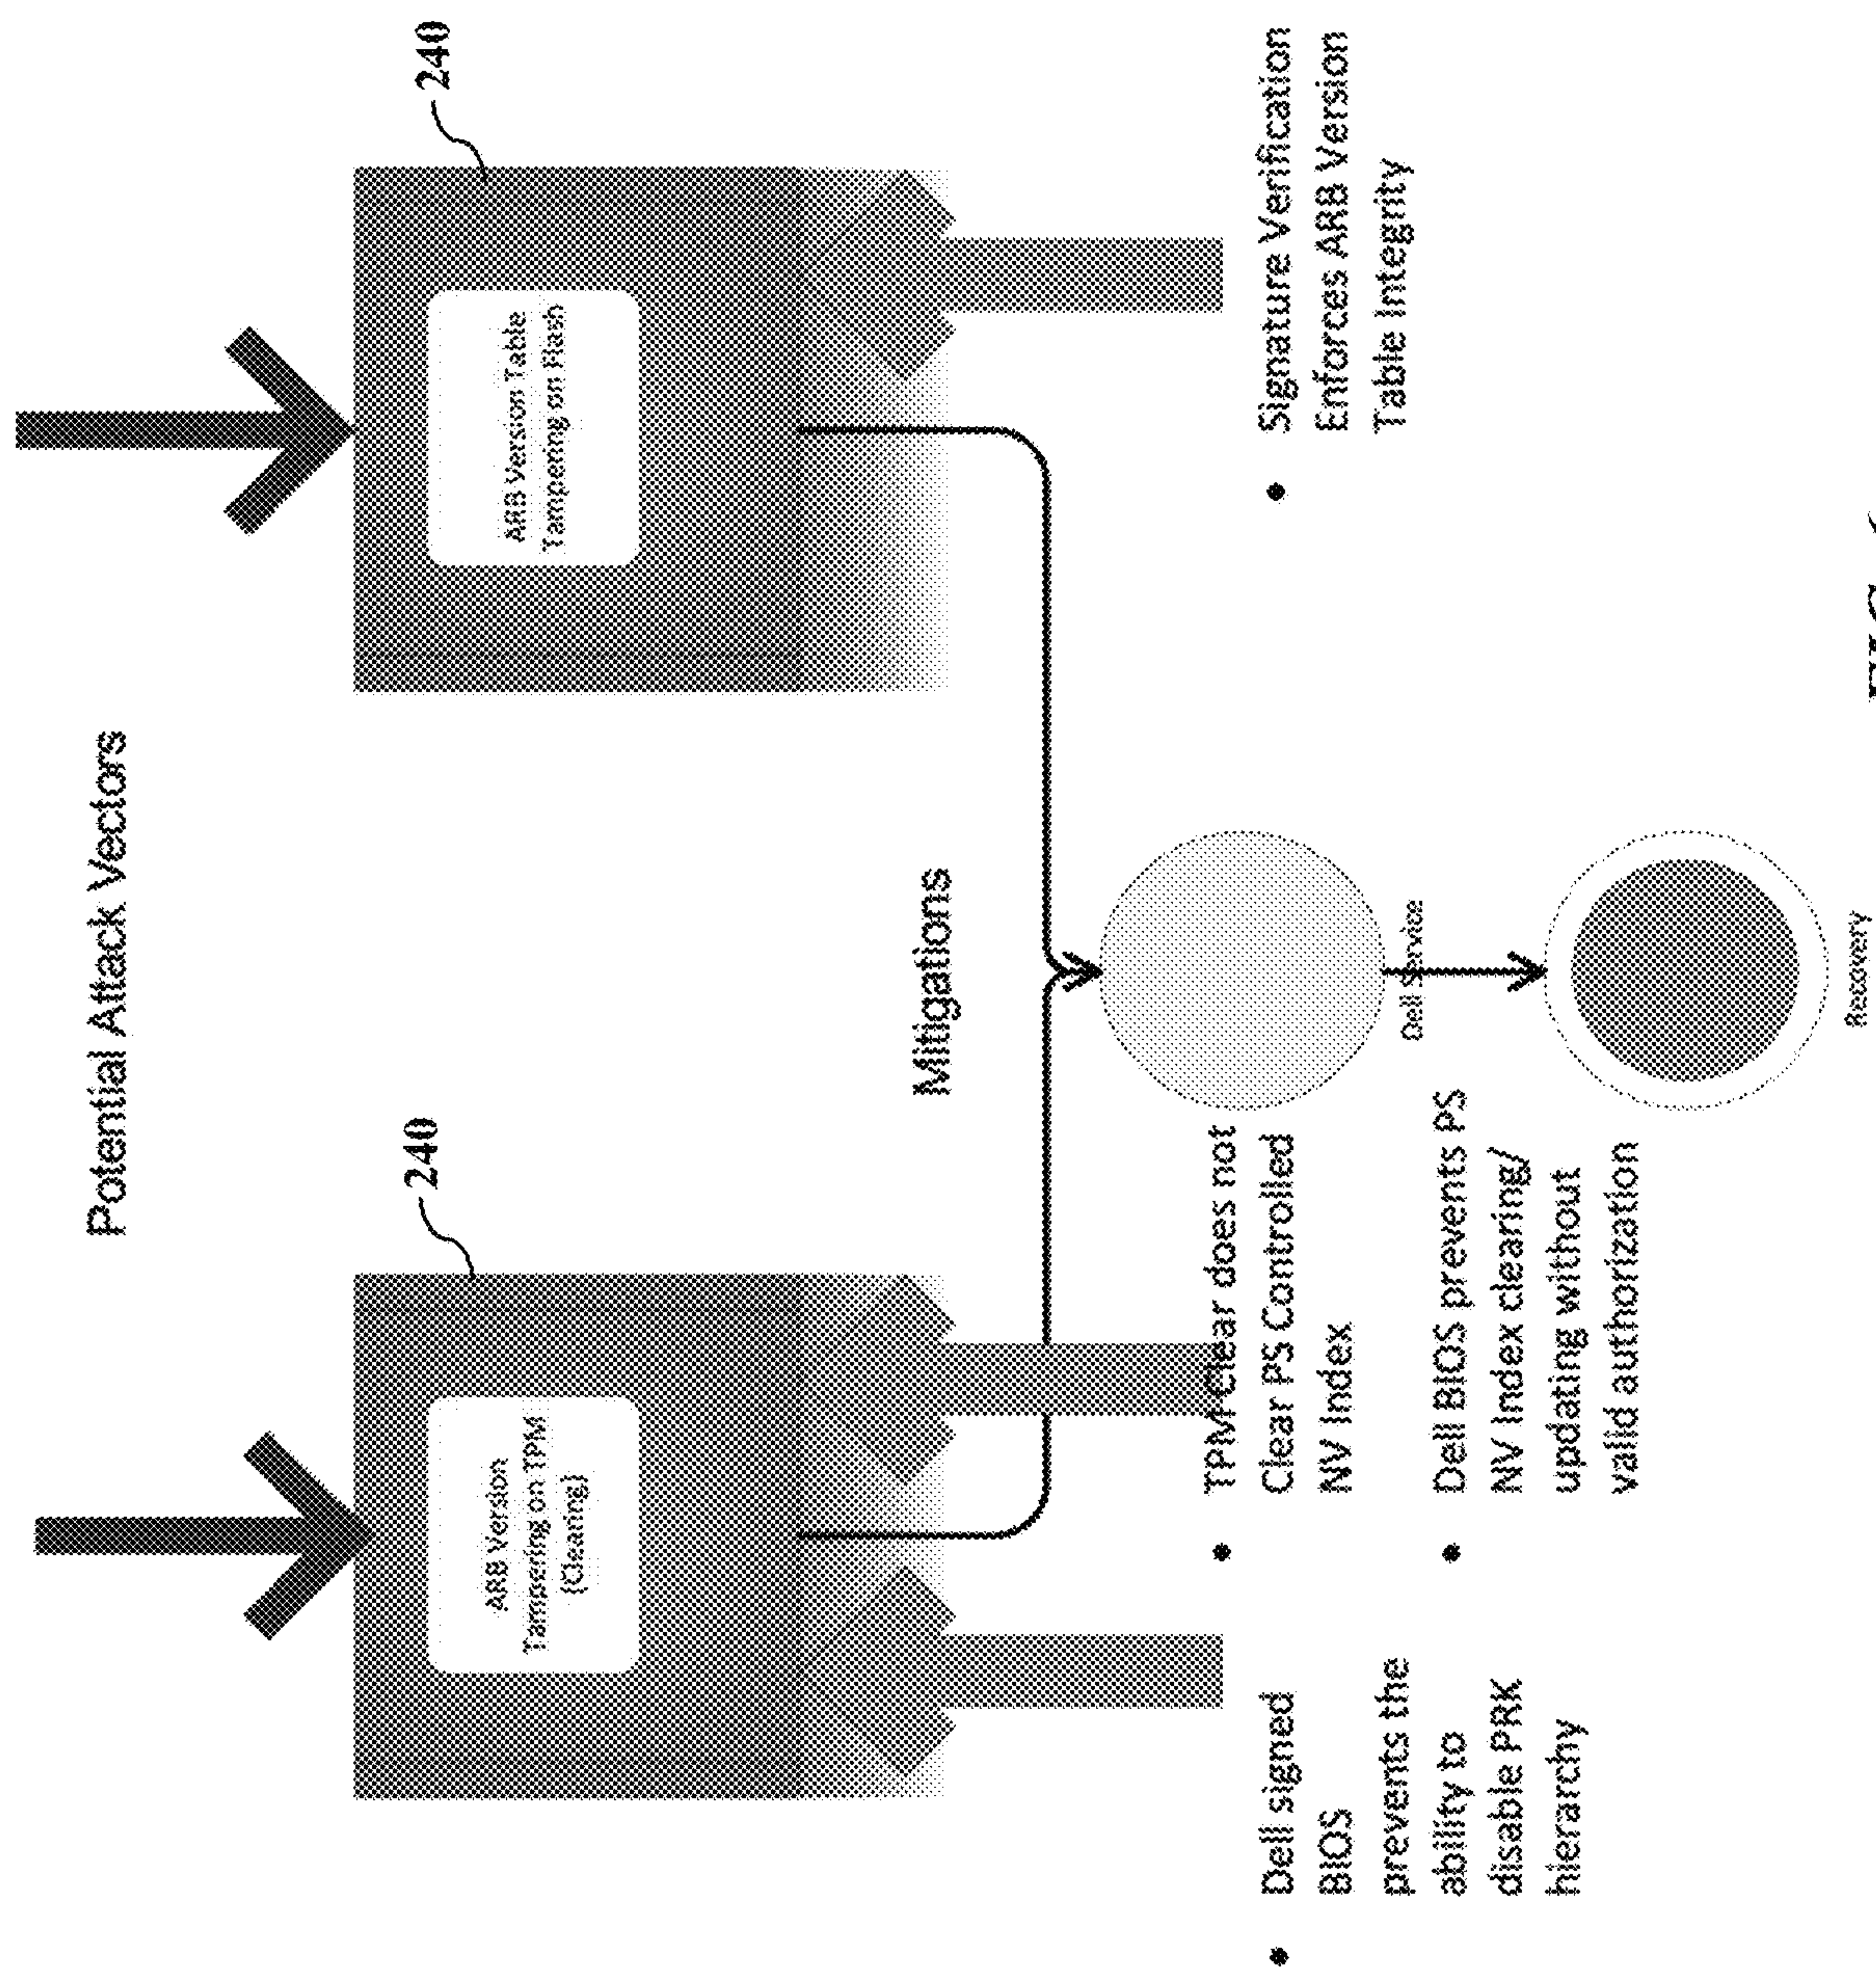 Potential Attack Vectors
240
240
ARB Version
Tampering on TPM
(Clearing)
ARB Version Table
Tampering on Flash
Mitigations
• Dell signed
BIOS
prevents the
ability to
disable PRK
hierarchy
• TPM Clear does not
Clear PS Controlled
NV Index
• Dell BIOS prevents PS
NV Index clearing/
updating without
valid authorization
Dell Service
Recovery
• Signature Verification
Enforces ARB Version
Table Integrity